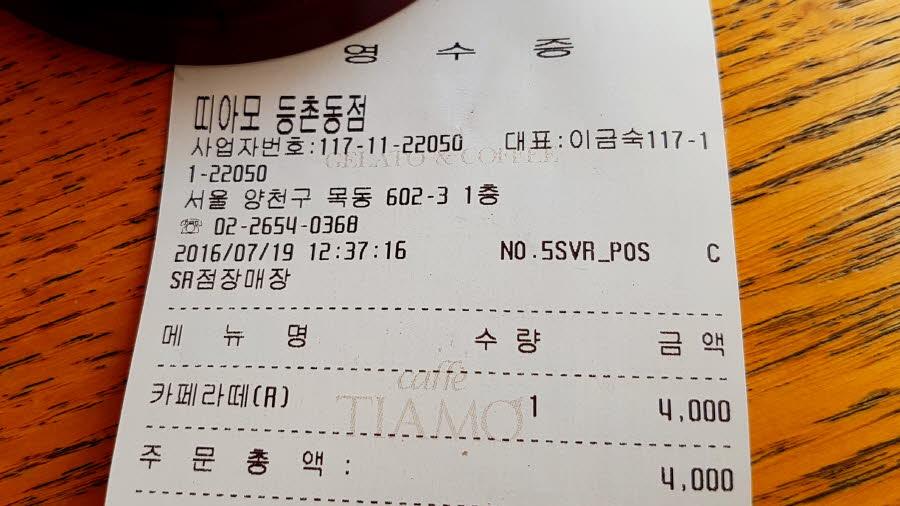 영 수 증
띠아모 등촌동점
사업자번호:117-11-22050 대표:이금숙117-1
1-22050
GELATO & COFFEE
서울 양천구 목동 602-3 1층
☏ 02-2654-0368
2016/07/19 12:37:16 NO.5SVR_POS C
SR점장매장
메 뉴 명 수 량 금 액
caffè
TIAMO
카페라떼(A) 1 4,000
주 문 총 액 : 4,000